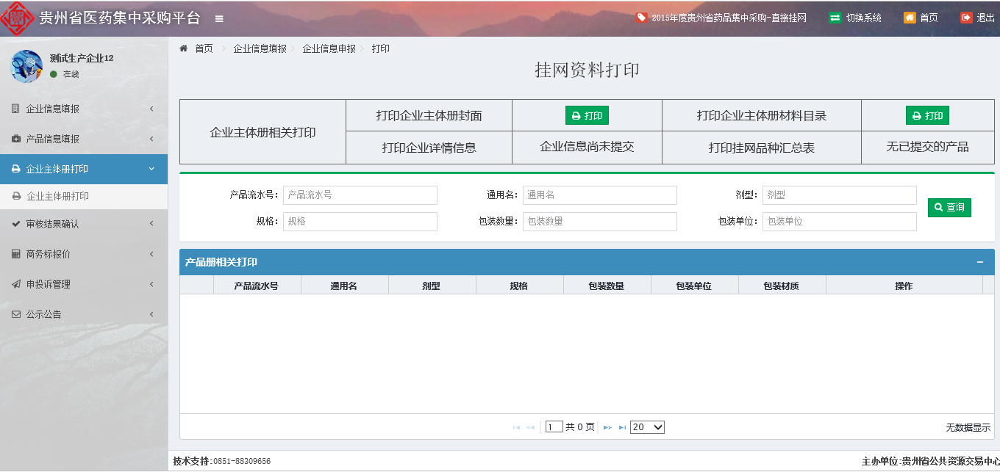 贵州省医药集中采购平台
2015年度贵州省药品集中采购-直接挂网 切换系统 首页 退出
测试生产企业12
在线
企业信息填报
产品信息填报
企业主体册打印
企业主体册打印
审核结果确认
商务标报价
申投诉管理
公示公告
首页 企业信息填报 企业信息申报 打印
挂网资料打印
企业主体册相关打印
打印企业主体册封面 打印 打印企业主体册材料目录 打印
打印企业详情信息 企业信息尚未提交 打印挂网品种汇总表 无已提交的产品
产品流水号: 产品流水号 通用名: 通用名 剂型: 剂型
规格: 规格 包装数量: 包装数量 包装单位: 包装单位
查询
产品册相关打印
产品流水号 通用名 剂型 规格 包装数量 包装单位 包装材质 操作
1 共 0 页 20 无数据显示
技术支持:0851-88309656 主办单位:贵州省公共资源交易中心